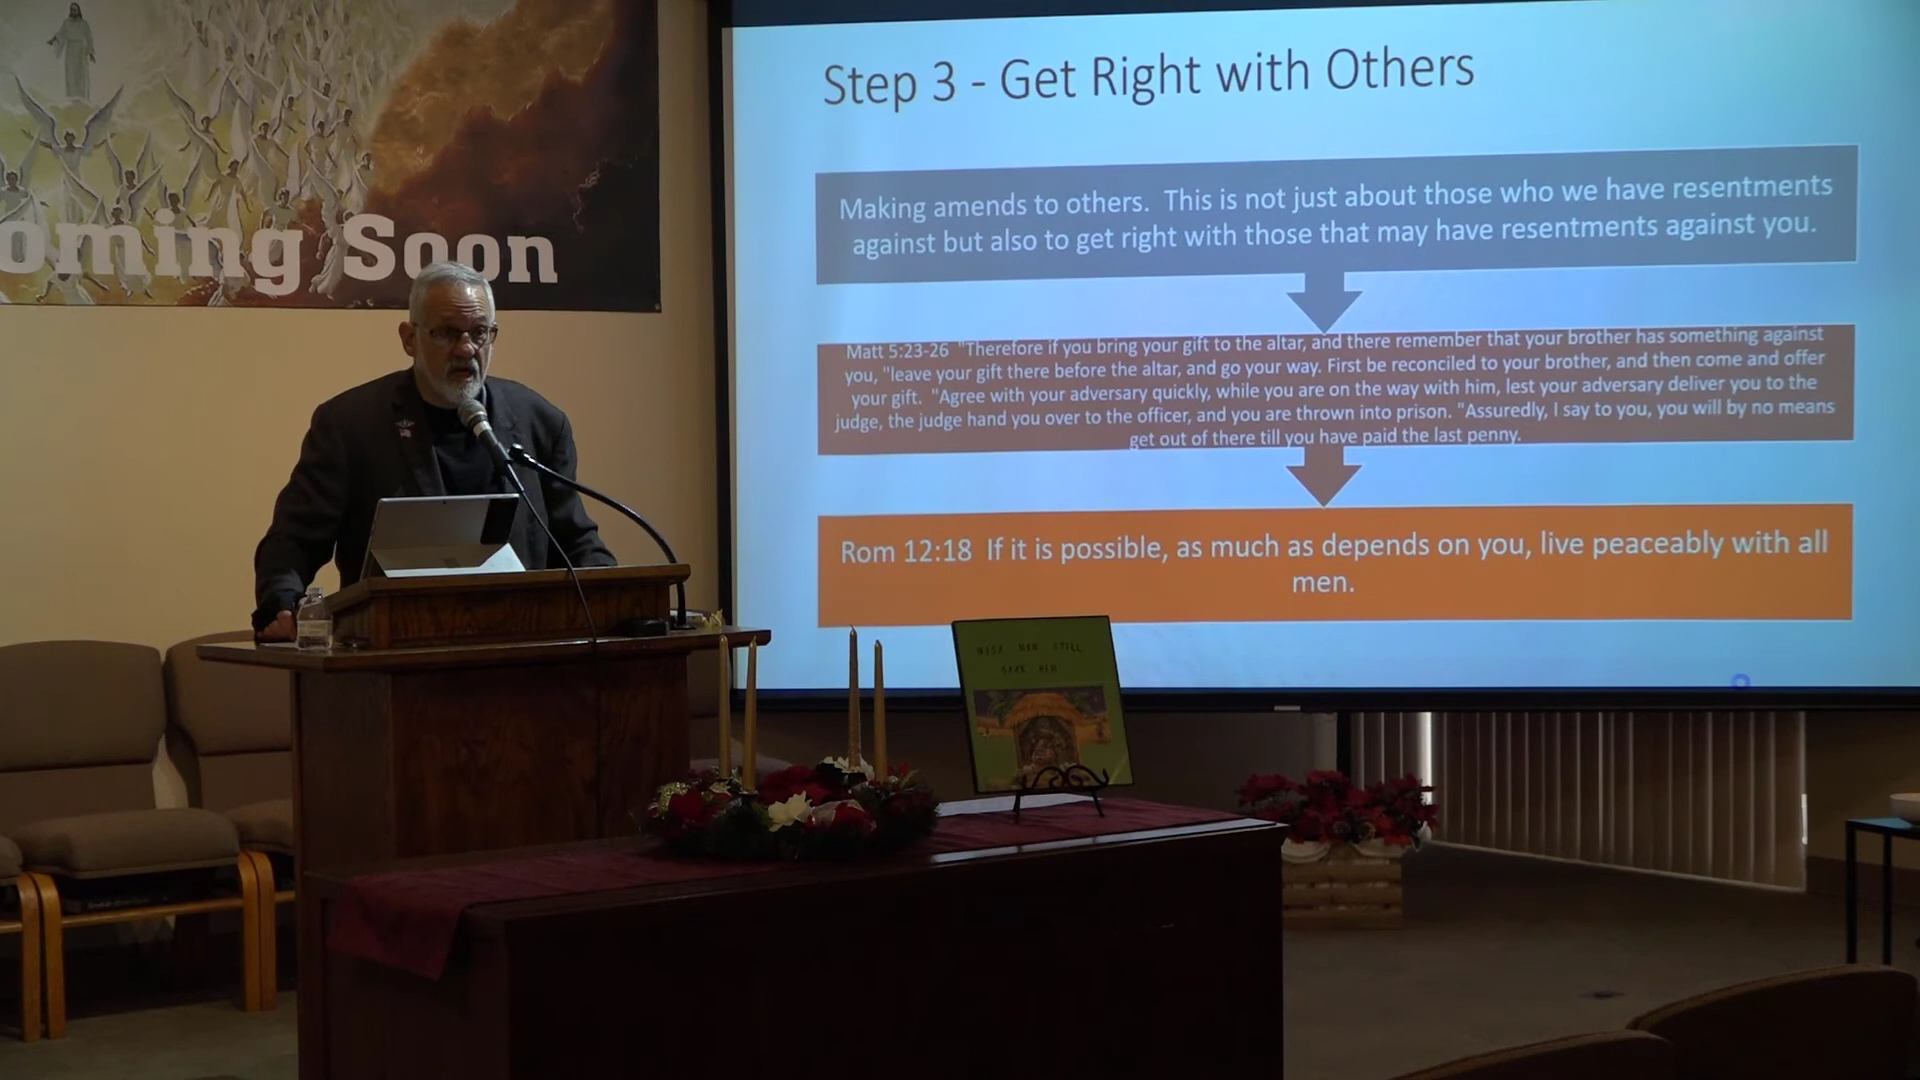 oming Soon
Step 3 - Get Right with Others
Making amends to others.  This is not just about those who we have resentments
against but also to get right with those that may have resentments against you.
Matt 5:23-26  "Therefore if you bring your gift to the altar, and there remember that your brother has something against
you, "leave your gift there before the altar, and go your way. First be reconciled to your brother, and then come and offer
your gift.  "Agree with your adversary quickly, while you are on the way with him, lest your adversary deliver you to the
judge, the judge hand you over to the officer, and you are thrown into prison. "Assuredly, I say to you, you will by no means
get out of there till you have paid the last penny.
Rom 12:18  If it is possible, as much as depends on you, live peaceably with all
men.
WISE MEN STILL
SEEK HIM